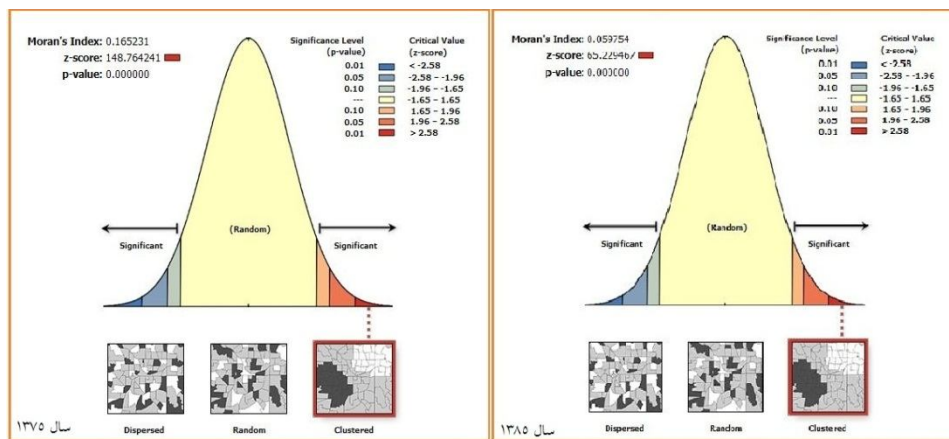 Moran's Index: 0.165231
z-score: 148.764241
p-value: 0.000000
Significance Level (p-value)
Critical Value (z-score)
0.01 < -2.58
0.05 -2.58 - -1.96
0.10 -1.96 - -1.65
--- -1.65 - 1.65
0.10 1.65 - 1.96
0.05 1.96 - 2.58
0.01 > 2.58
Significant
(Random)
Significant
سال ١٣٧٥
Dispersed
Random
Clustered
Moran's Index: 0.059754
z-score: 65.229467
p-value: 0.000000
Significance Level (p-value)
Critical Value (z-score)
0.01 < -2.58
0.05 -2.58 - -1.96
0.10 -1.96 - -1.65
--- -1.65 - 1.65
0.10 1.65 - 1.96
0.05 1.96 - 2.58
0.01 > 2.58
Significant
(Random)
Significant
سال ١٣٨٥
Dispersed
Random
Clustered